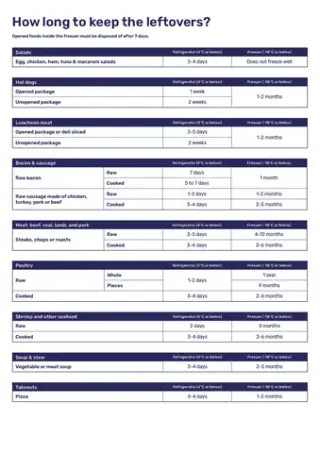 How long to keep the leftovers?
Opened foods inside the freezer must be disposed of after 7 days.
Salads Refrigerator (4°C or below) Freezer (-18°C or below)
Egg, chicken, ham, tuna & macaroni salads 3-4 days Does not freeze well
Hot dogs Refrigerator (4°C or below) Freezer (-18°C or below)
Opened package 1 week 1-2 months
Unopened package 2 weeks
Luncheon meat Refrigerator (4°C or below) Freezer (-18°C or below)
Opened package or deli sliced 3-5 days 1-2 months
Unopened package 2 weeks
Bacon & sausage Refrigerator (4°C or below) Freezer (-18°C or below)
Raw bacon Raw 7 days 1 month
Cooked 5 to 7 days
Raw sausage made of chicken, turkey, pork or beef Raw 1-2 days 1-2 months
Cooked 3-4 days 2-3 months
Meat: beef, veal, lamb, and pork Refrigerator (4°C or below) Freezer (-18°C or below)
Steaks, chops or roasts Raw 3-5 days 4-12 months
Cooked 3-4 days 3-6 months
Poultry Refrigerator (4°C or below) Freezer (-18°C or below)
Raw Whole 1-2 days 1 year
Pieces 9 months
Cooked 3-4 days 2-6 months
Shrimp and other seafood Refrigerator (4°C or below) Freezer (-18°C or below)
Raw 2 days 3 months
Cooked 3-4 days 3-6 months
Soup & stew Refrigerator (4°C or below) Freezer (-18°C or below)
Vegetable or meat soup 3-4 days 2-3 months
Takeouts Refrigerator (4°C or below) Freezer (-18°C or below)
Pizza 3-4 days 1-2 months